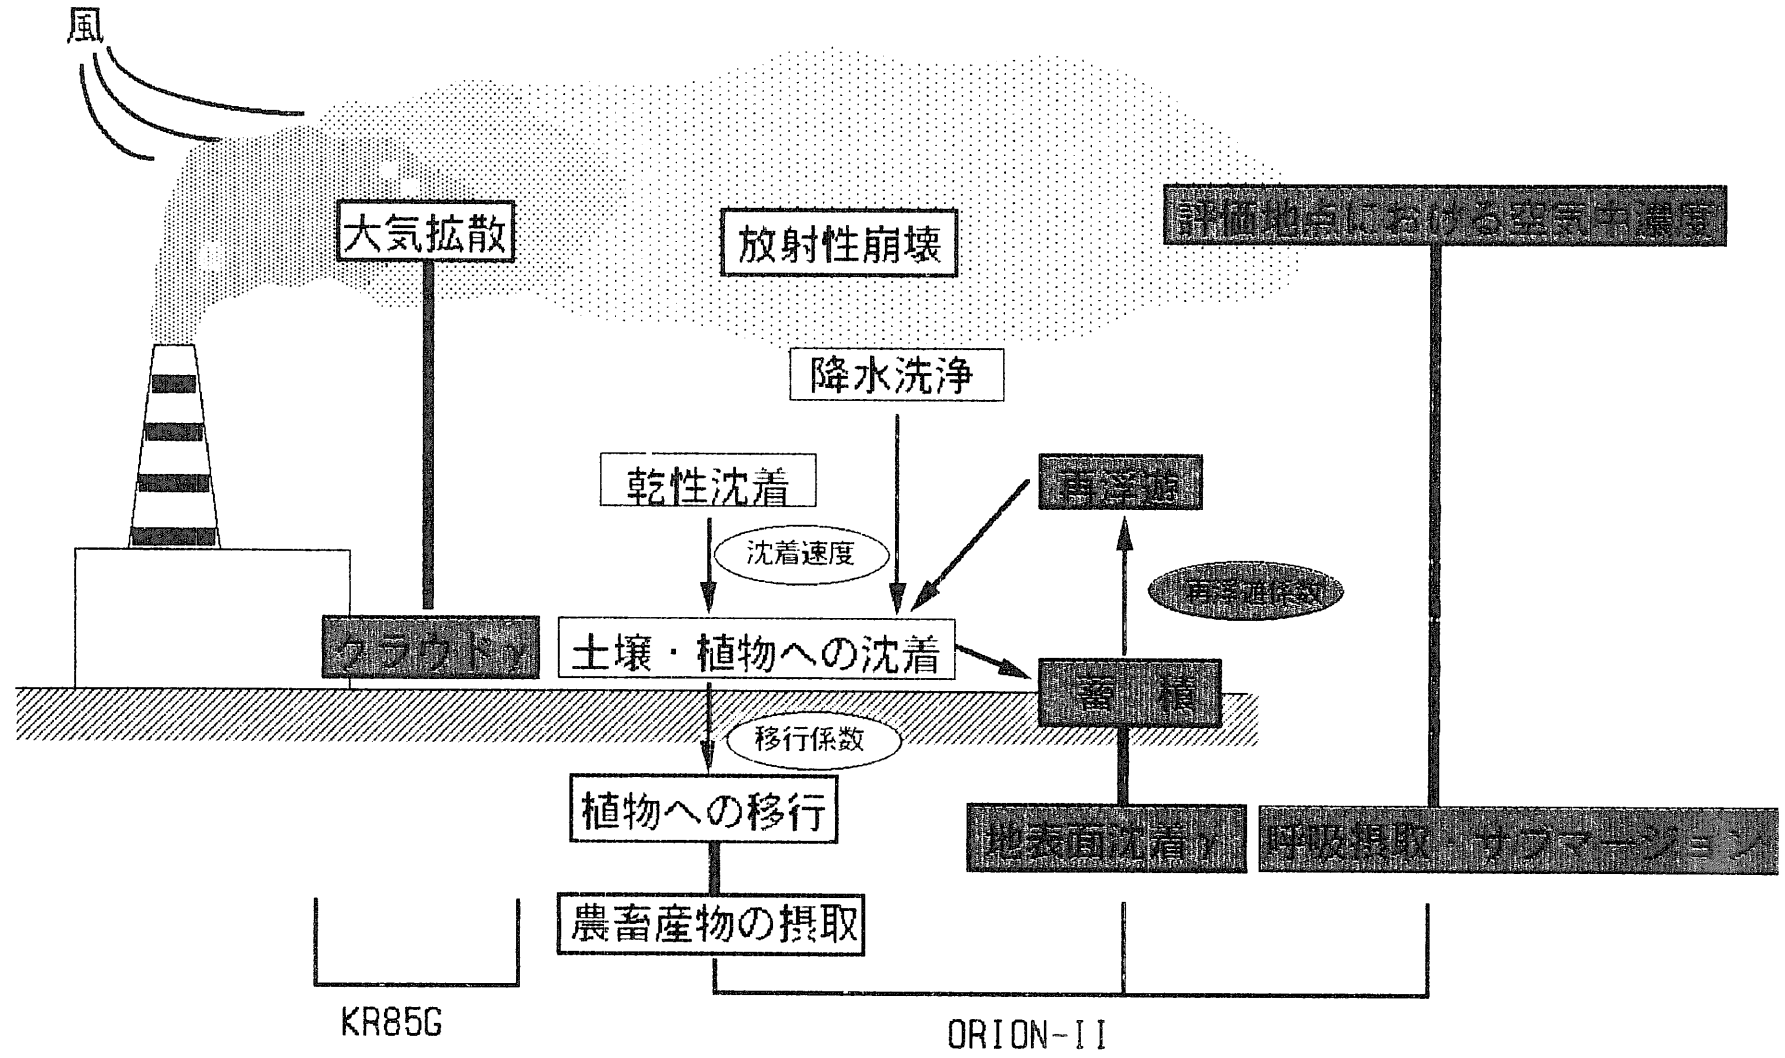 風
大気拡散
放射性崩壊
評価地点における空気中濃度
降水洗浄
乾性沈着
再浮遊
沈着速度
再浮遊係数
クラウドγ
土壌・植物への沈着
蓄 積
移行係数
植物への移行
地表面沈着γ
呼吸摂取・サブマージョン
農畜産物の摂取
KR85G
ORION-II